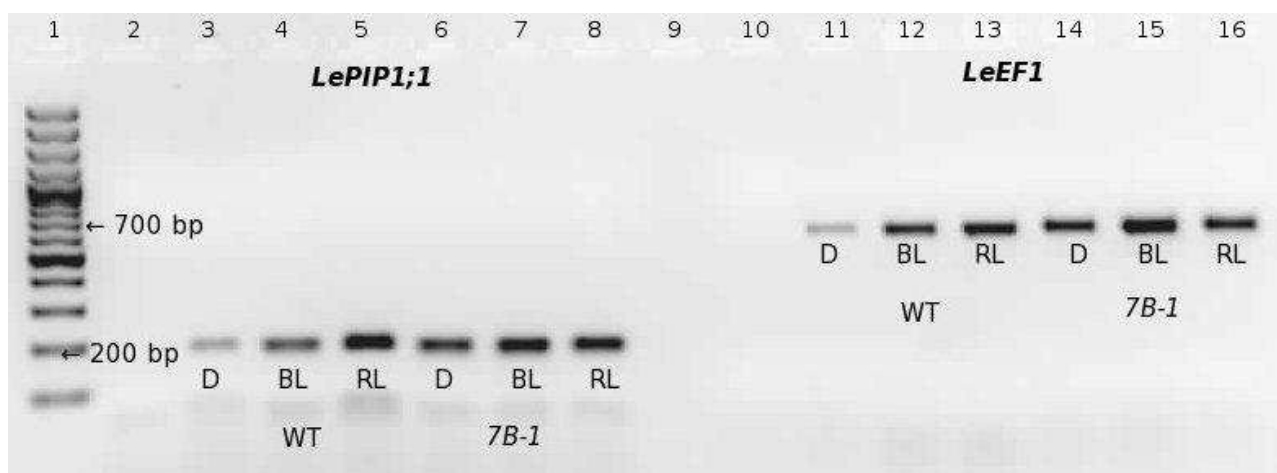 1 2 3 4 5 6 7 8 9 10 11 12 13 14 15 16
LePIP1;1 LeEF1
← 700 bp
D BL RL D BL RL
WT 7B-1
← 200 bp
D BL RL D BL RL
WT 7B-1